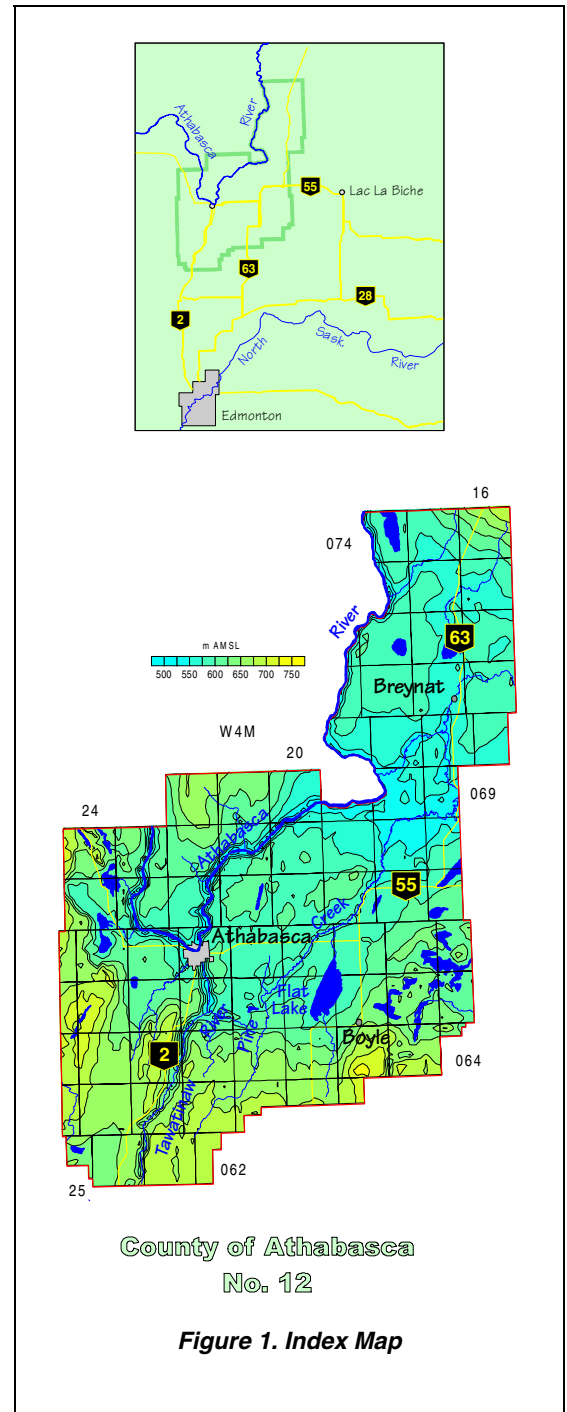 Athabasca
River
55
Lac La Biche
63
28
2
North
Sask.
River
Edmonton
16
074
River
m AMSL
500 550 600 650 700 750
63
Breynat
W4M
20
069
24
Athabasca
55
Creek
Athabasca
Flat
Lake
River
Pine
Boyle
2
064
Tawatinaw
062
25
County of Athabasca
No. 12
Figure 1. Index Map